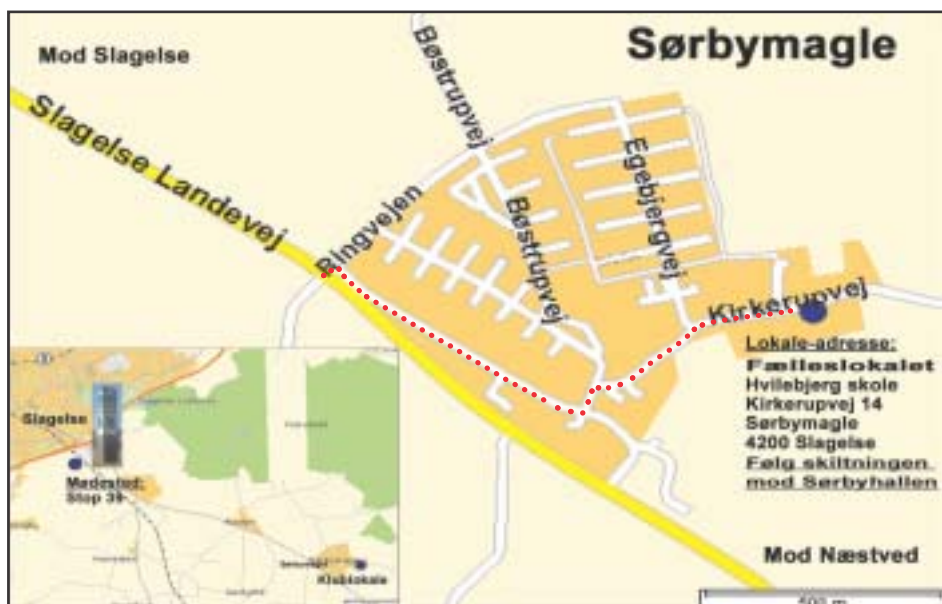 Sørbymagle
Mod Slagelse
Bøstrupvej
Slagelse Landevej
Ringvejen
Egebjergvej
Bøstrupvej
Kirkerupvej
Lokale-adresse:
Fælleslokalet
Hvilebjerg skole
Kirkerupvej 14
Sørbymagle
4200 Slagelse
Følg skiltningen
mod Sørbyhallen
Mod Næstved
500 m
Slagelse
Mødested:
Stop 39
Klublokale